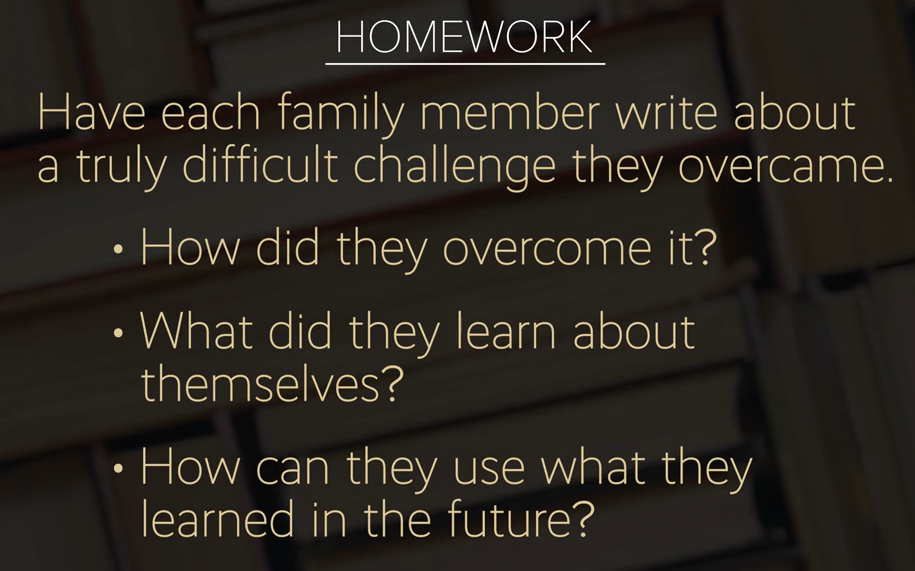 HOMEWORK
Have each family member write about
a truly difficult challenge they overcame.
• How did they overcome it?
• What did they learn about
themselves?
• How can they use what they
learned in the future?